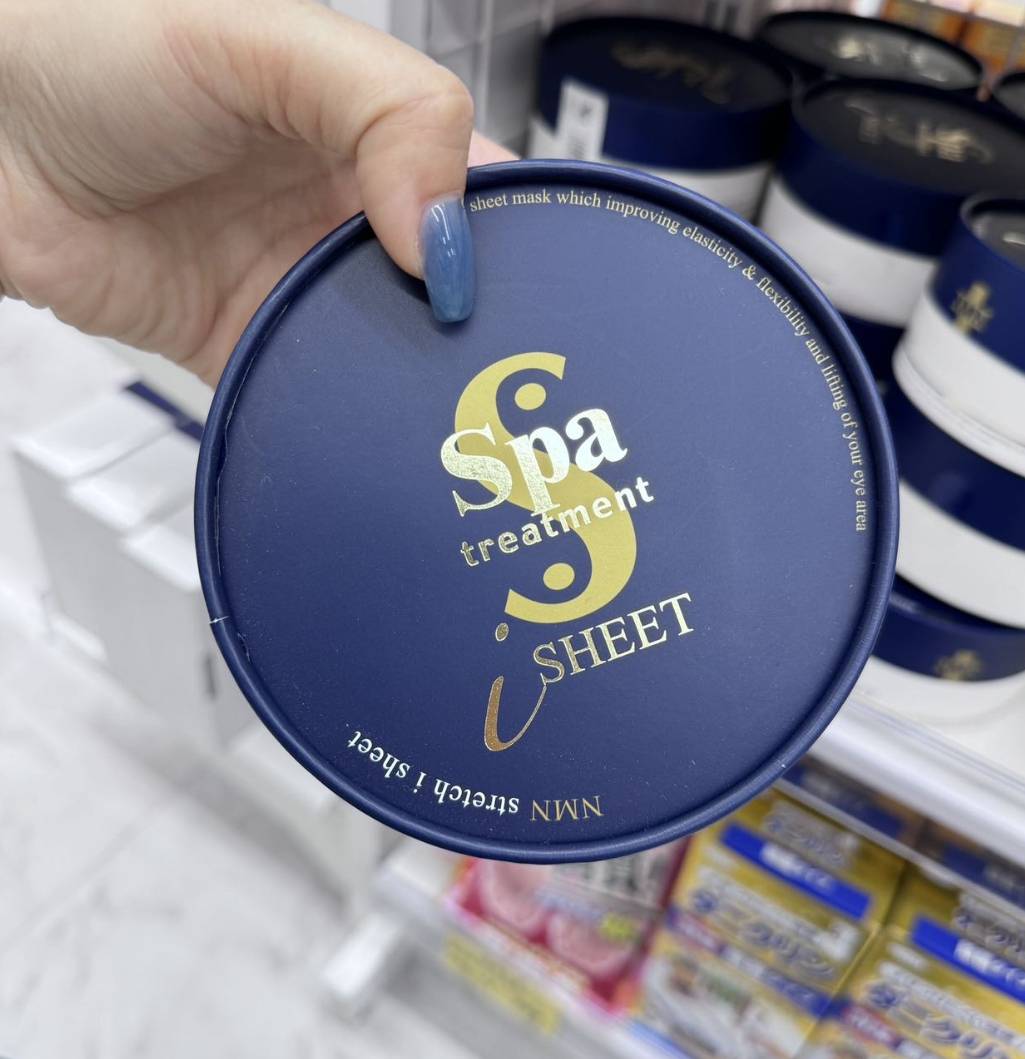 sheet mask which improving elasticity & flexibility and lifting of your eye area
Spa
treatment
i SHEET
NMN stretch i sheet